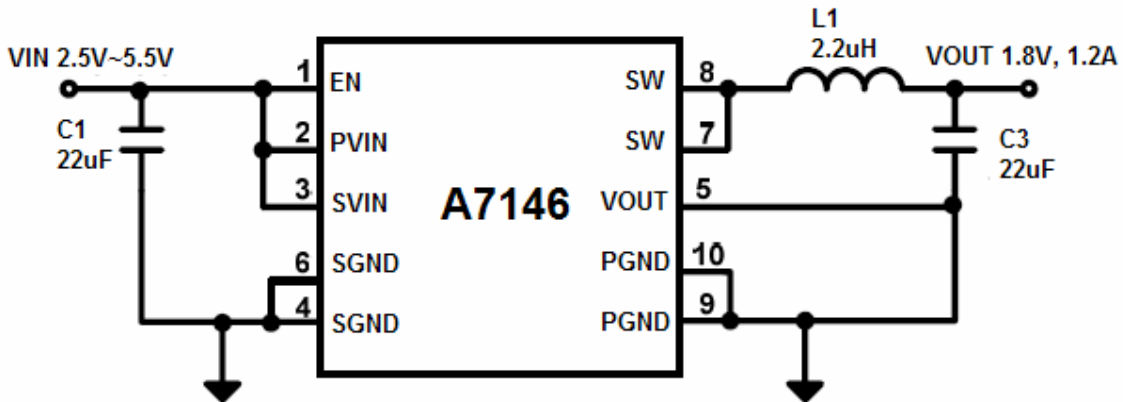 L1
2.2uH
VIN 2.5V~5.5V
VOUT 1.8V, 1.2A
C1
22uF
1
EN
2
PVIN
3
SVIN
6
SGND
4
SGND
A7146
SW
8
SW
7
VOUT
5
PGND
10
PGND
9
C3
22uF